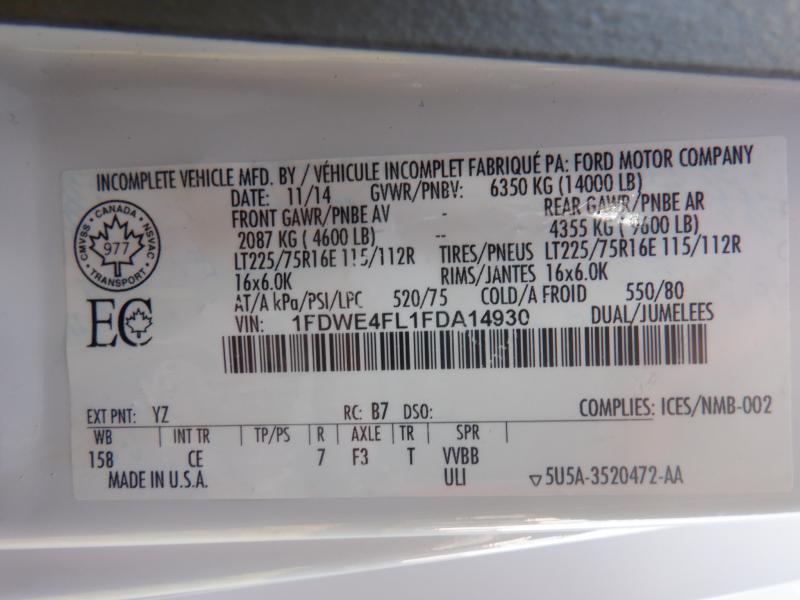 INCOMPLETE VEHICLE MFD. BY / VÉHICULE INCOMPLET FABRIQUÉ PA: FORD MOTOR COMPANY
DATE: 11/14 GVWR/PNBV: 6350 KG (14000 LB)
FRONT GAWR/PNBE AV - REAR GAWR/PNBE AR
2087 KG ( 4600 LB) -- 4355 KG ( 9600 LB)
LT225/75R16E 115/112R TIRES/PNEUS LT225/75R16E 115/112R
16x6.0K RIMS/JANTES 16x6.0K
AT/A kPa/PSI/LPC 520/75 COLD/A FROID 550/80
VIN: 1FDWE4FL1FDA14930 DUAL/JUMELEES
CANADA
CMVSS 977 NSVAC
TRANSPORT
EC
EXT PNT: YZ RC: B7 DSO: COMPLIES: ICES/NMB-002
WB INT TR TP/PS R AXLE TR SPR
158 CE 7 F3 T VVBB
MADE IN U.S.A. ULI ▽5U5A-3520472-AA